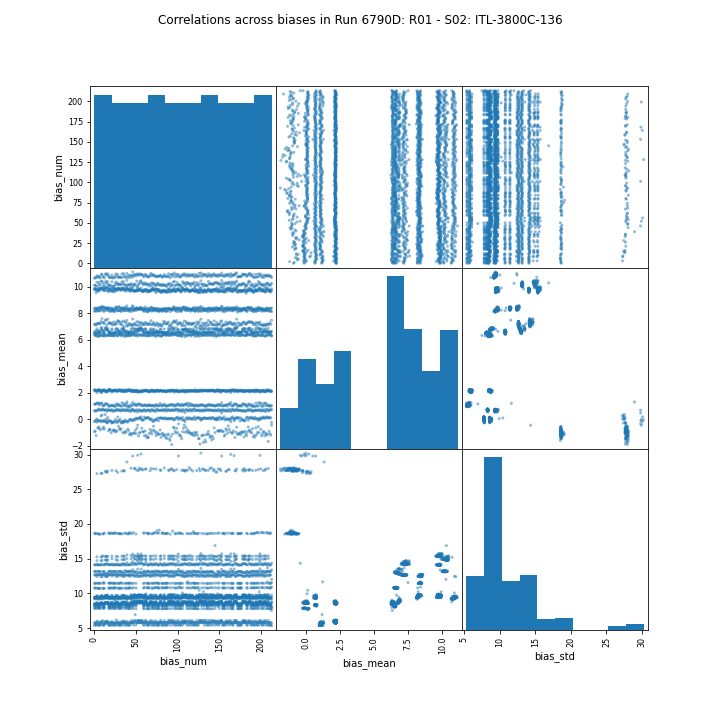 Correlations across biases in Run 6790D: R01 - S02: ITL-3800C-136
bias_num
200
175
150
125
100
75
50
25
0
bias_mean
10
8
6
4
2
0
−2
bias_std
30
25
20
15
10
5
0 50 100 150 200
0.0 2.5 5.0 7.5 10.0
5 10 15 20 25 30
bias_num bias_mean bias_std